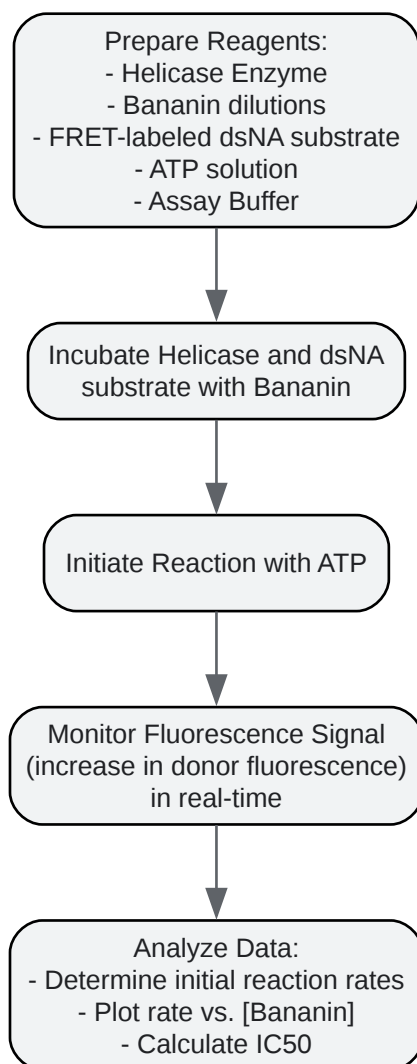 Prepare Reagents:
- Helicase Enzyme
- Bananin dilutions
- FRET-labeled dsNA substrate
- ATP solution
- Assay Buffer
Incubate Helicase and dsNA
substrate with Bananin
Initiate Reaction with ATP
Monitor Fluorescence Signal
(increase in donor fluorescence)
in real-time
Analyze Data:
- Determine initial reaction rates
- Plot rate vs. [Bananin]
- Calculate IC50